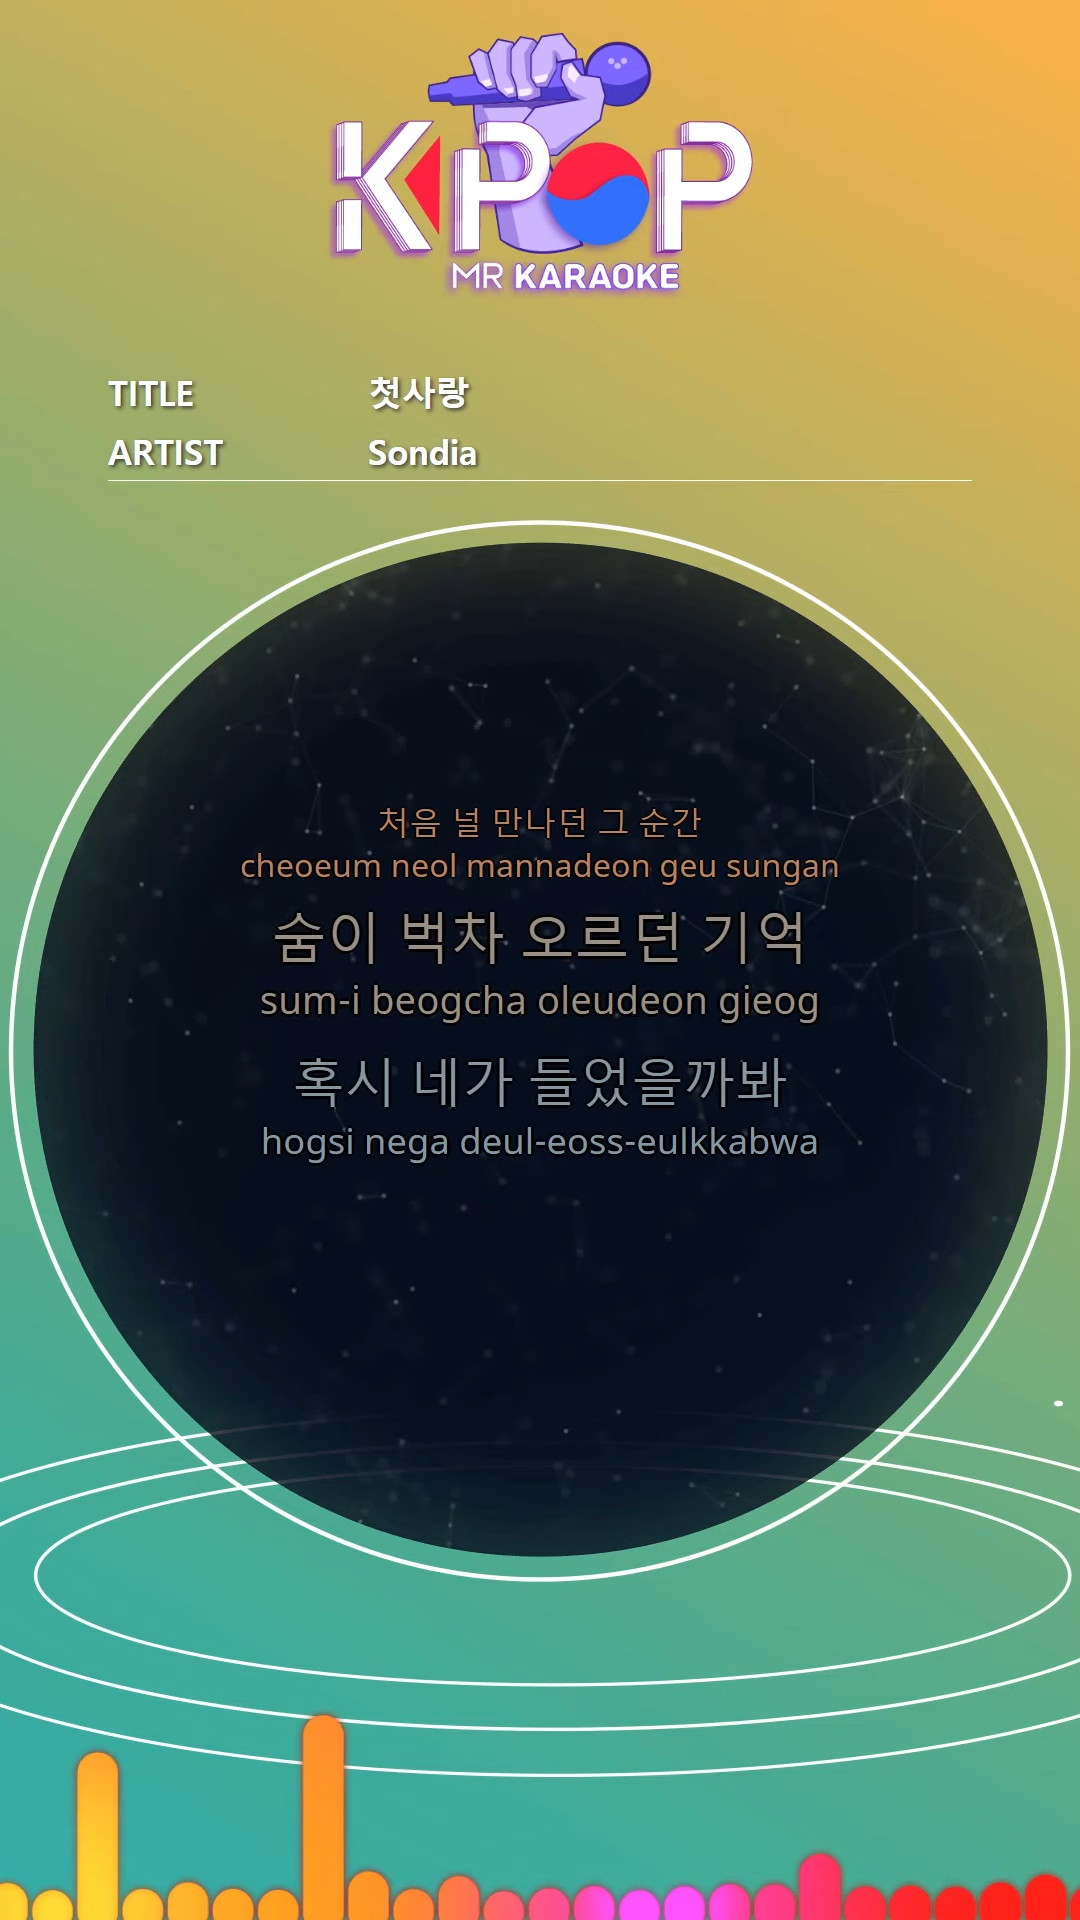 KPOP
MR KARAOKE
TITLE 첫사랑
ARTIST Sondia
처음 널 만나던 그 순간
cheoeum neol mannadeon geu sungan
숨이 벅차 오르던 기억
sum-i beogcha oleudeon gieog
혹시 네가 들었을까봐
hogsi nega deul-eoss-eulkkabwa